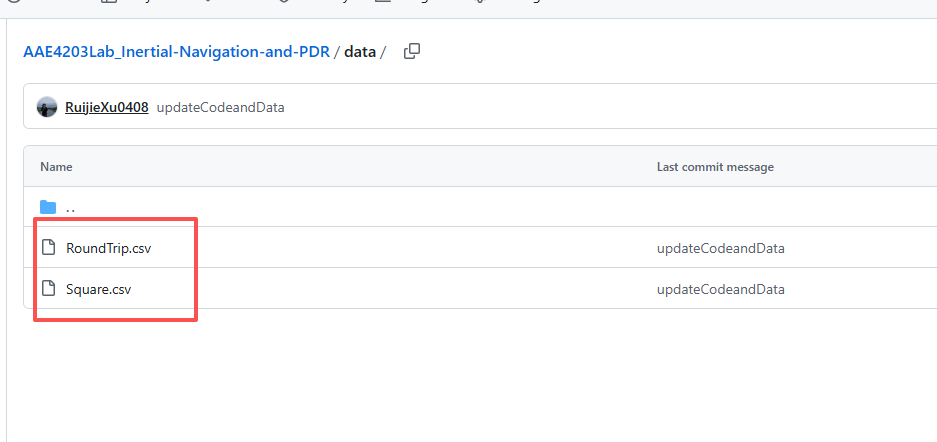 AAE4203Lab_Inertial-Navigation-and-PDR / data /
RuijieXu0408 updateCodeandData
Name Last commit message
..
RoundTrip.csv updateCodeandData
Square.csv updateCodeandData